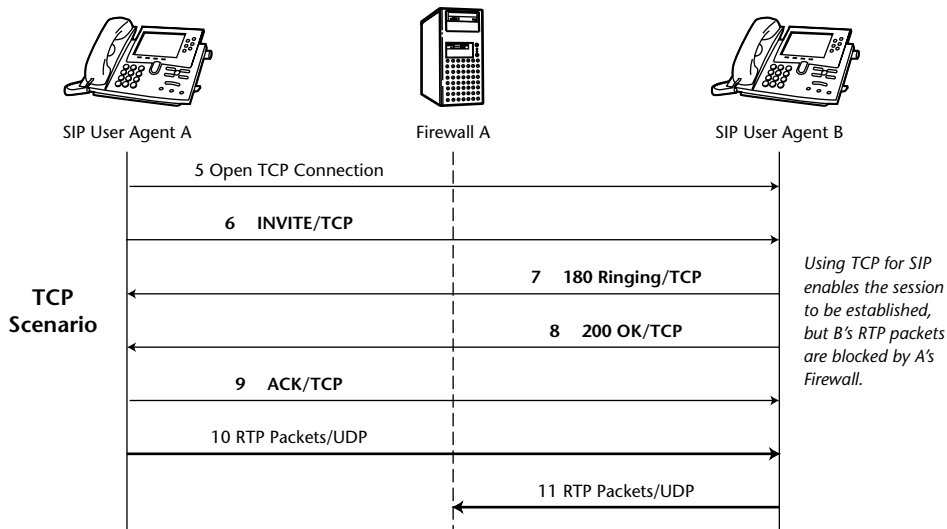 SIP User Agent A
Firewall A
SIP User Agent B
5 Open TCP Connection
6 INVITE/TCP
7 180 Ringing/TCP
8 200 OK/TCP
9 ACK/TCP
10 RTP Packets/UDP
11 RTP Packets/UDP
TCP
Scenario
Using TCP for SIP
enables the session
to be established,
but B's RTP packets
are blocked by A's
Firewall.